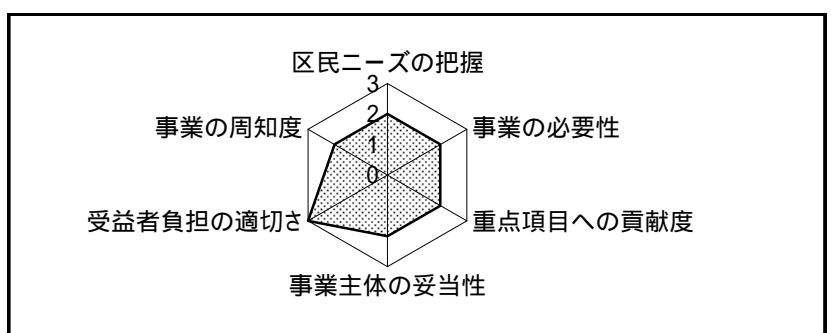 区民ニーズの把握
3
2
1
0
事業の周知度
事業の必要性
受益者負担の適切さ
重点項目への貢献度
事業主体の妥当性